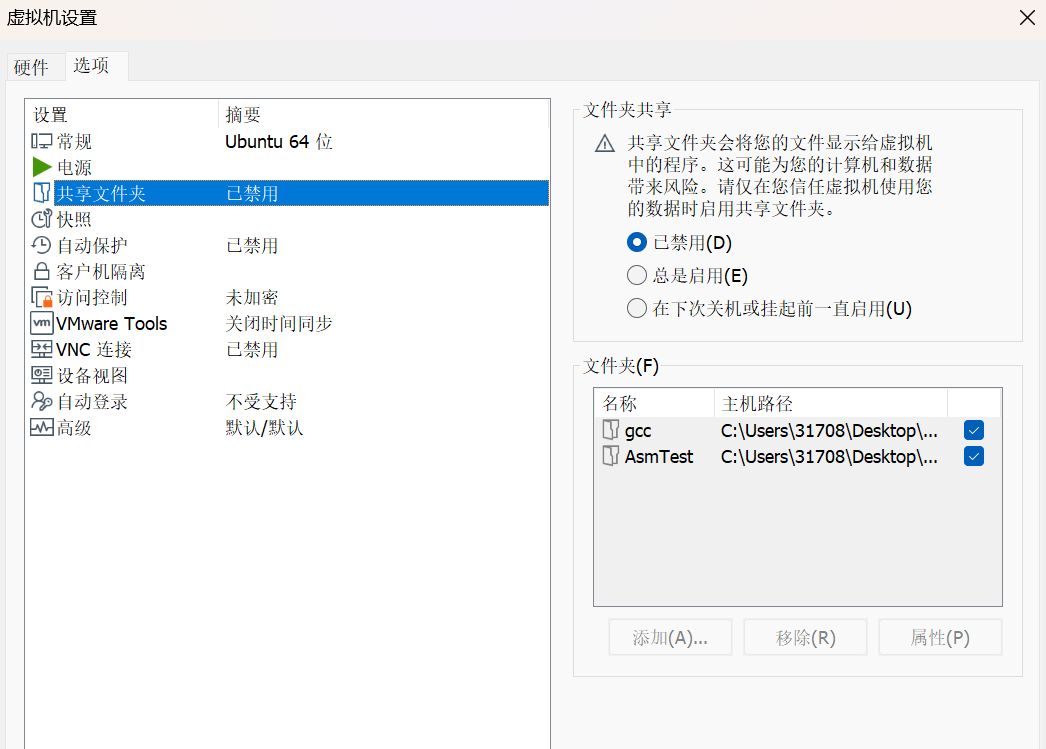 虚拟机设置
硬件 选项
设置 摘要
常规 Ubuntu 64 位
电源
共享文件夹 已禁用
快照
自动保护 已禁用
客户机隔离
访问控制 未加密
vm VMware Tools 关闭时间同步
VNC 连接 已禁用
设备视图
自动登录 不受支持
高级 默认/默认
文件夹共享
共享文件夹会将您的文件显示给虚拟机
中的程序。这可能为您的计算机和数据
带来风险。请仅在您信任虚拟机使用您
的数据时启用共享文件夹。
已禁用(D)
总是启用(E)
在下次关机或挂起前一直启用(U)
文件夹(F)
名称 主机路径
gcc C:\Users\31708\Desktop\...
AsmTest C:\Users\31708\Desktop\...
添加(A)... 移除(R) 属性(P)